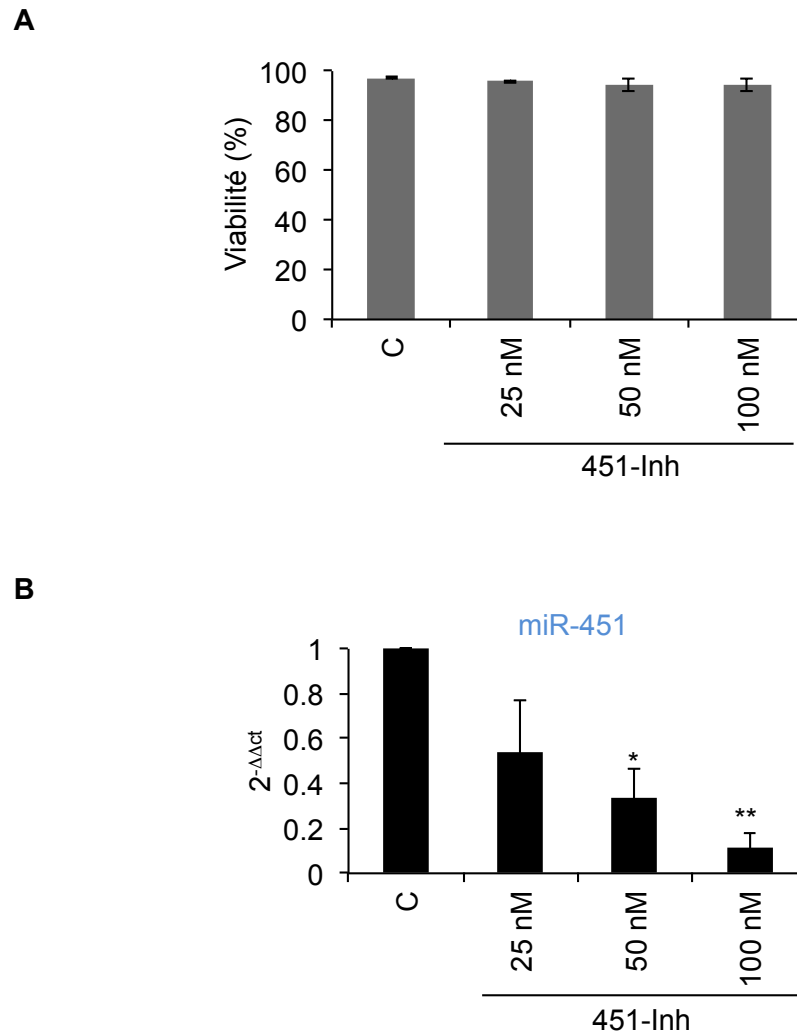 A
Viabilité (%)
100
80
60
40
20
0
C
25 nM
50 nM
100 nM
451-Inh
B
miR-451
2-ΔΔct
1
0.8
0.6
0.4
0.2
0
*
**
C
25 nM
50 nM
100 nM
451-Inh